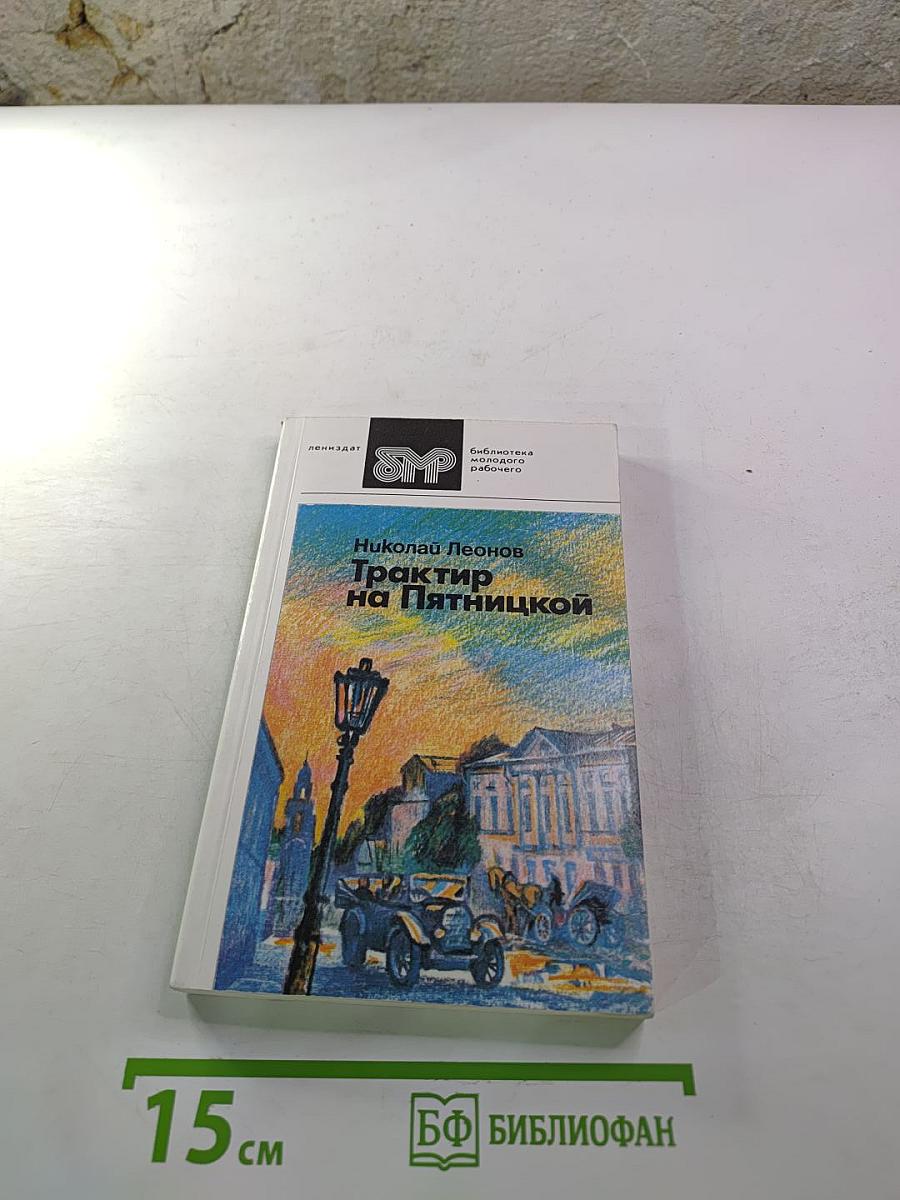 лениздат
бмр
библиотека
молодого
рабочего
Николай Леонов
Трактир
на Пятницкой
15 см
БФ БИБЛИОФАН